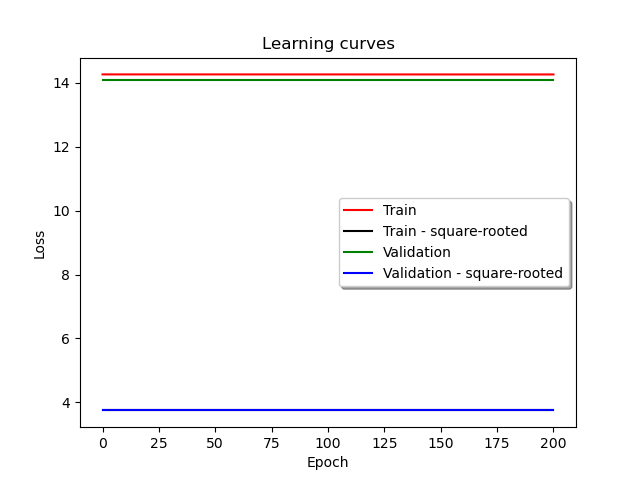 Learning curves
Loss
14
12
10
8
6
4
Train
Train - square-rooted
Validation
Validation - square-rooted
0 25 50 75 100 125 150 175 200
Epoch